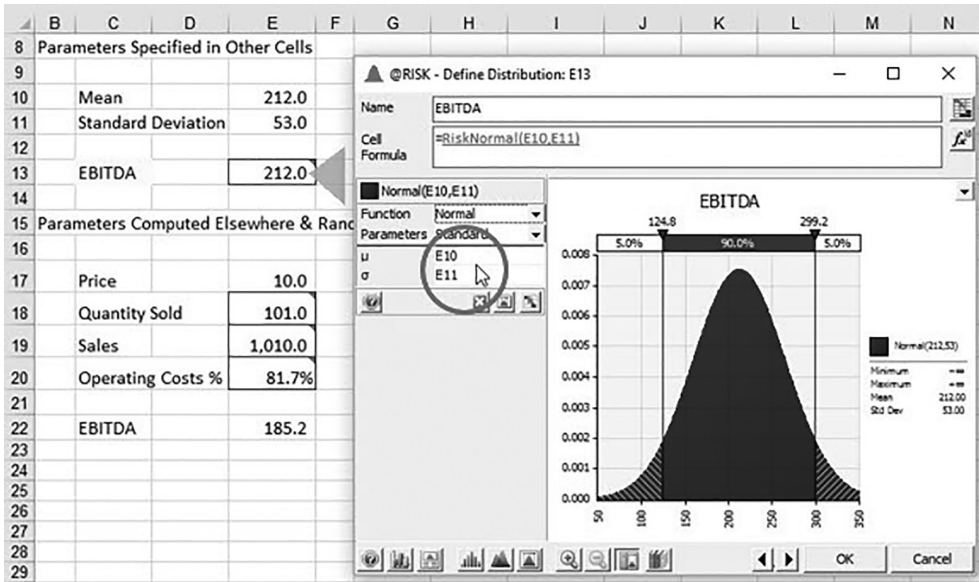 B C D E F G H I J K L M N
8 Parameters Specified in Other Cells
9
10 Mean 212.0
11 Standard Deviation 53.0
12
13 EBITDA 212.0
14
15 Parameters Computed Elsewhere & Ranc
16
17 Price 10.0
18 Quantity Sold 101.0
19 Sales 1,010.0
20 Operating Costs % 81.7%
21
22 EBITDA 185.2
23
24
25
26
27
28
29
@RISK - Define Distribution: E13
Name EBITDA
Cell Formula =RiskNormal(E10,E11)
Normal(E10,E11)
Function Normal
Parameters Standard
μ E10
σ E11
EBITDA
124.8 299.2
5.0% 90.0% 5.0%
0.008
0.007
0.006
0.005
0.004
0.003
0.002
0.001
0.000
50 100 150 200 250 300 350
Normal(212,53)
Minimum -∞
Maximum +∞
Mean 212.00
Std Dev 53.00
OK Cancel